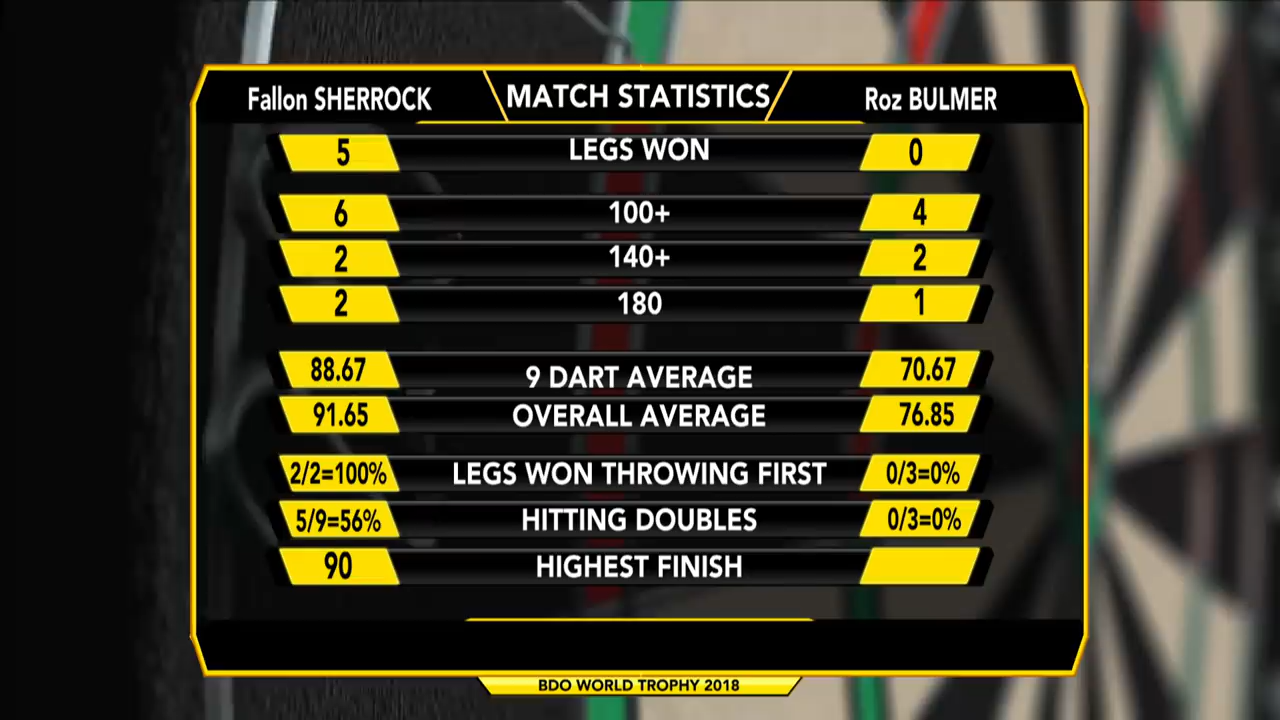 Fallon SHERROCK MATCH STATISTICS Roz BULMER
5 LEGS WON 0
6 100+ 4
2 140+ 2
2 180 1
88.67 9 DART AVERAGE 70.67
91.65 OVERALL AVERAGE 76.85
2/2=100% LEGS WON THROWING FIRST 0/3=0%
5/9=56% HITTING DOUBLES 0/3=0%
90 HIGHEST FINISH
BDO WORLD TROPHY 2018